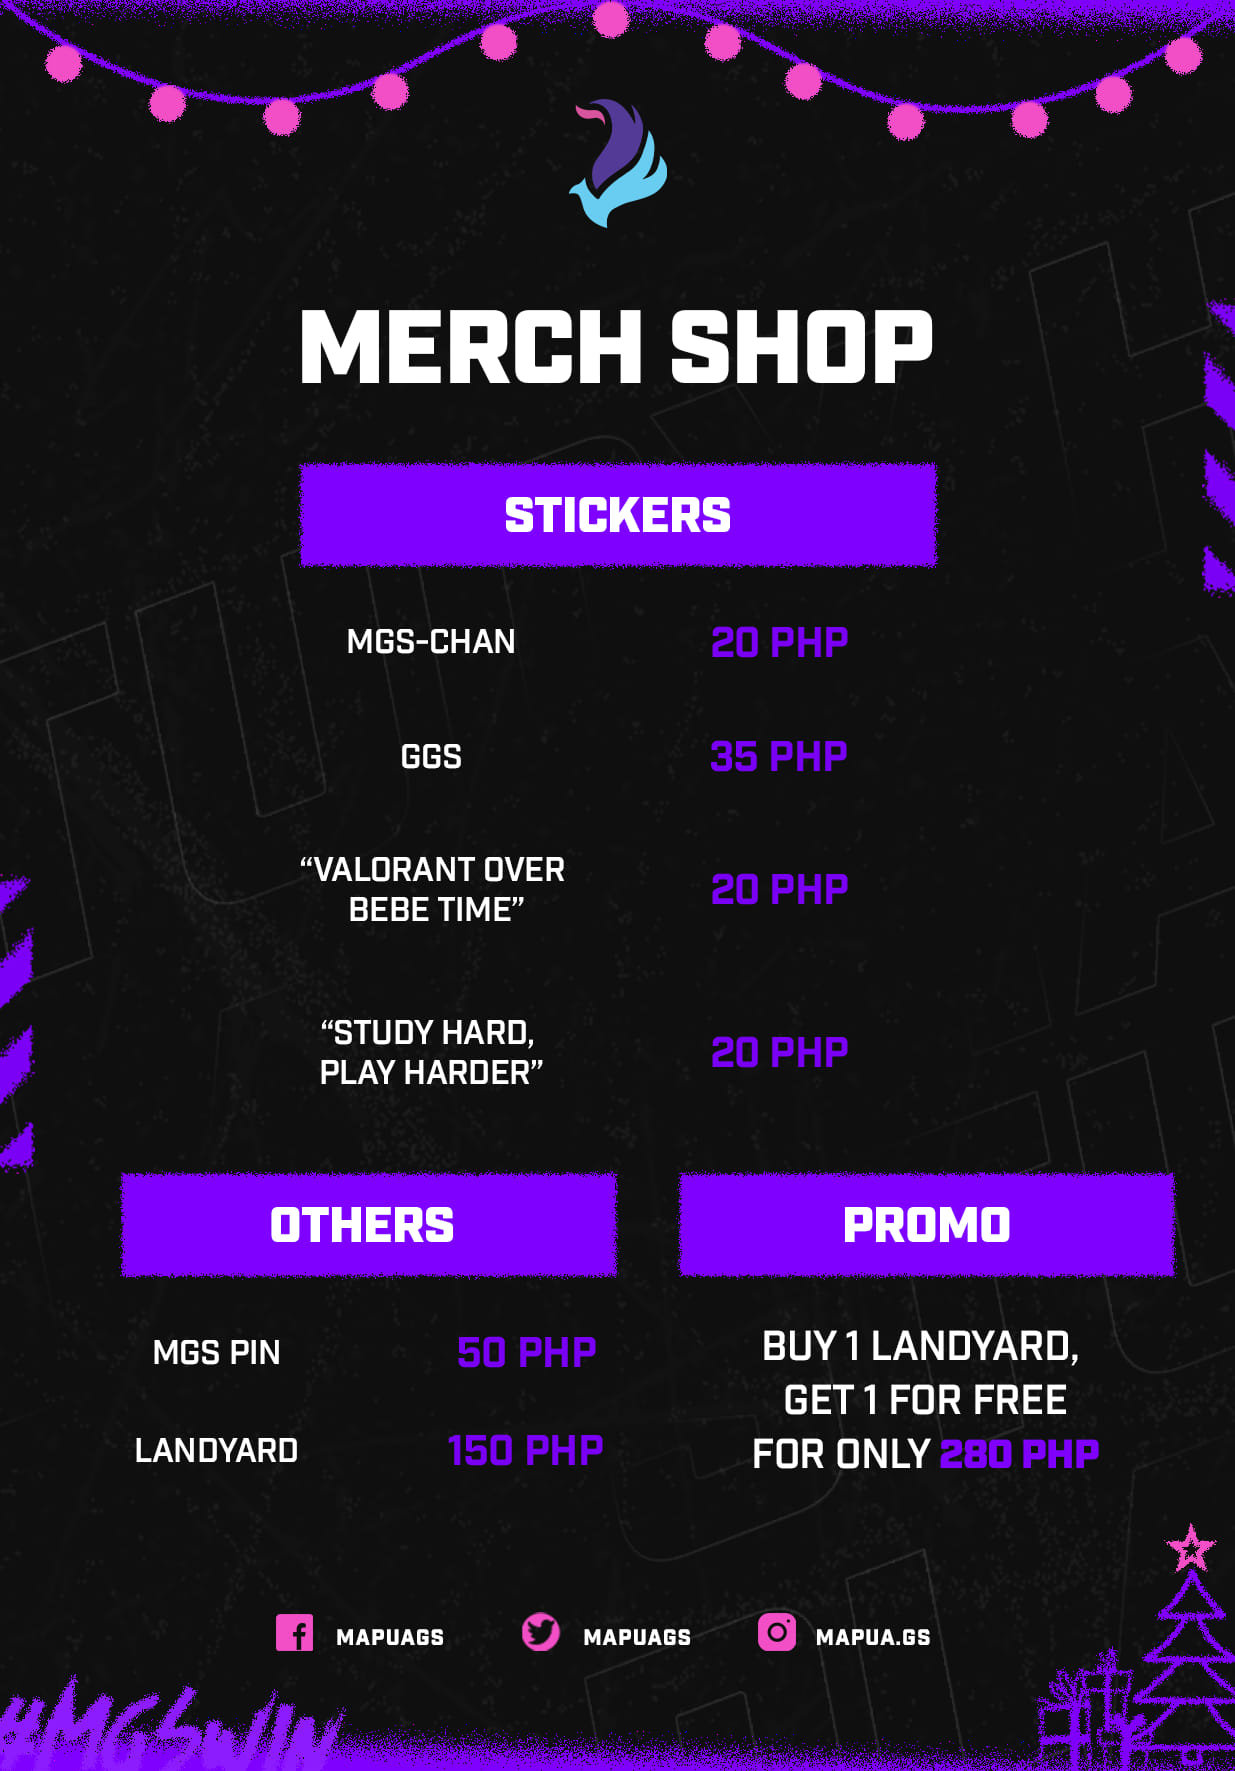 MERCH SHOP
STICKERS
MGS-CHAN 20 PHP
GGS 35 PHP
“VALORANT OVER
BEBE TIME” 20 PHP
“STUDY HARD,
PLAY HARDER” 20 PHP
OTHERS
MGS PIN 50 PHP
LANDYARD 150 PHP
PROMO
BUY 1 LANDYARD,
GET 1 FOR FREE
FOR ONLY 280 PHP
MAPUAGS MAPUAGS MAPUA.GS
#MGSWIN